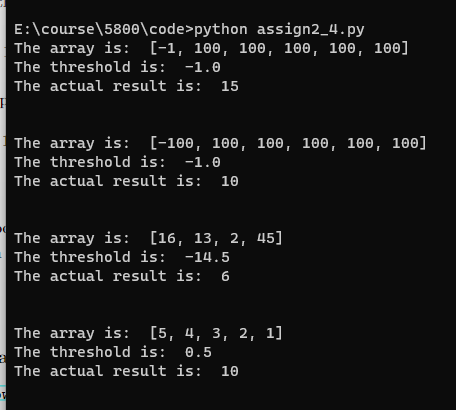 E:\course\5800\code>python assign2_4.py
The array is:  [-1, 100, 100, 100, 100, 100]
The threshold is:  -1.0
The actual result is:  15
The array is:  [-100, 100, 100, 100, 100, 100]
The threshold is:  -1.0
The actual result is:  10
The array is:  [16, 13, 2, 45]
The threshold is:  -14.5
The actual result is:  6
The array is:  [5, 4, 3, 2, 1]
The threshold is:  0.5
The actual result is:  10